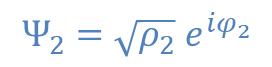 Ψ₂ = √ρ₂ e^{iφ₂}